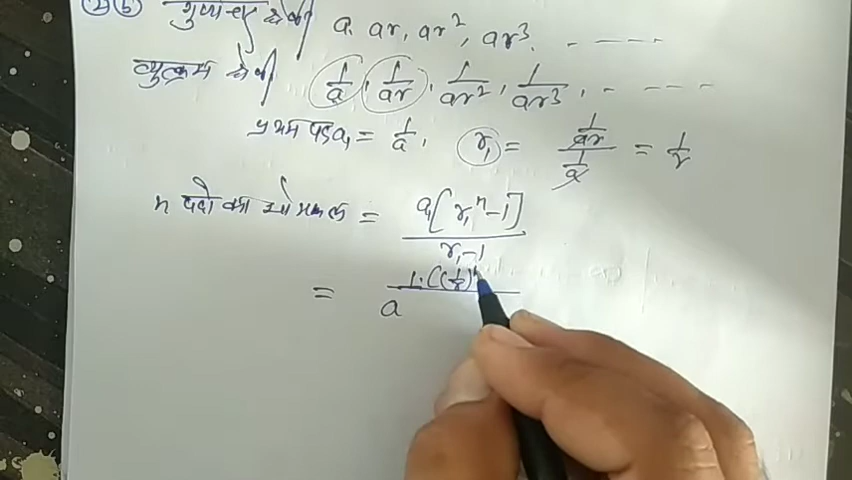 गुणोत्तर श्रेणी a, ar, ar², ar³, - - - - -
व्युत्क्रम श्रेणी 1/a, 1/ar, 1/ar², 1/ar³, - - - - -
प्रथम पद a₁ = 1/a, r₁ = (1/ar)/(1/a) = 1/r
n पदों का योगफल = a₁[r₁ⁿ-1]/(r₁-1)
= 1·((1/r)ⁿ / a